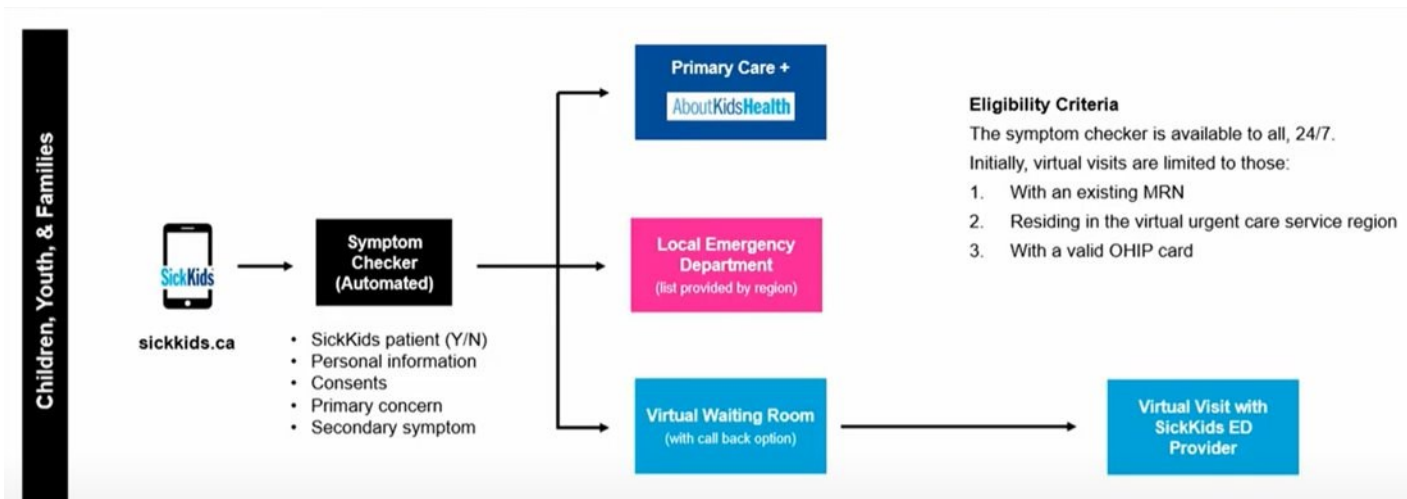 Children, Youth, & Families
SickKids
sickkids.ca
Symptom
Checker
(Automated)
• SickKids patient (Y/N)
• Personal information
• Consents
• Primary concern
• Secondary symptom
Primary Care +
AboutKidsHealth
Local Emergency
Department
(list provided by region)
Virtual Waiting Room
(with call back option)
Virtual Visit with
SickKids ED
Provider
Eligibility Criteria
The symptom checker is available to all, 24/7.
Initially, virtual visits are limited to those:
1. With an existing MRN
2. Residing in the virtual urgent care service region
3. With a valid OHIP card